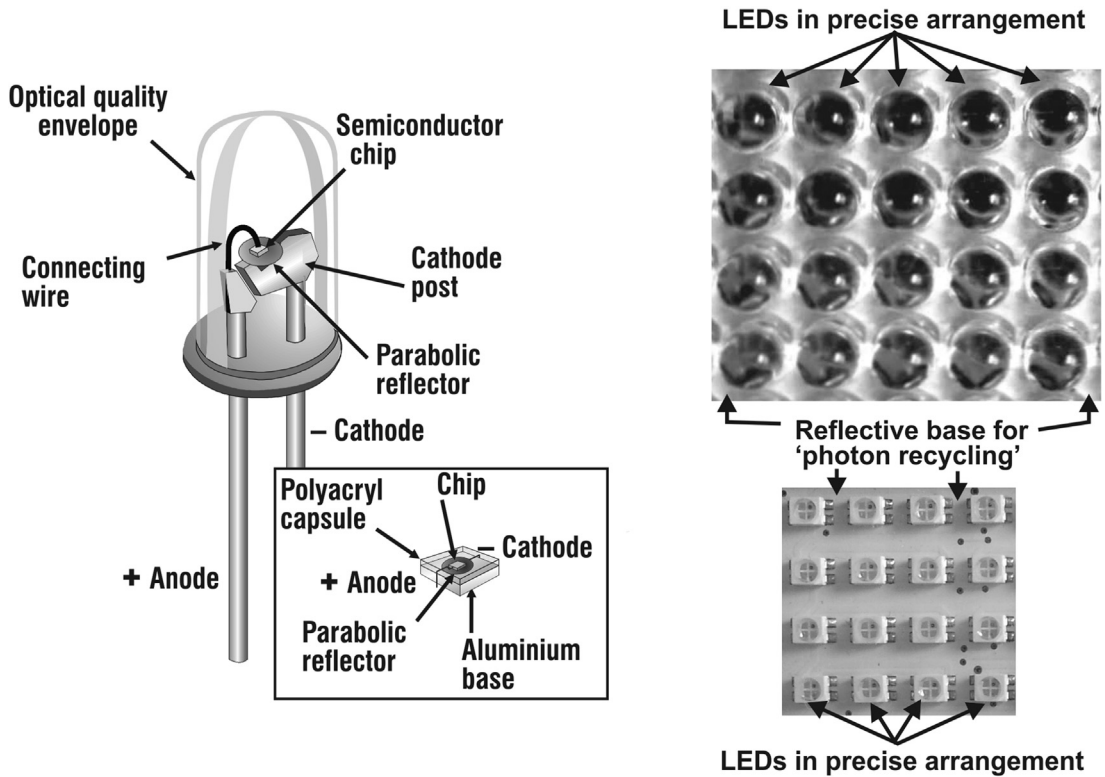 Optical quality
envelope
Semiconductor
chip
Connecting
wire
Cathode
post
Parabolic
reflector
– Cathode
+ Anode
Polyacryl
capsule
Chip
– Cathode
+ Anode
Parabolic
reflector
Aluminium
base
LEDs in precise arrangement
Reflective base for
‘photon recycling’
LEDs in precise arrangement